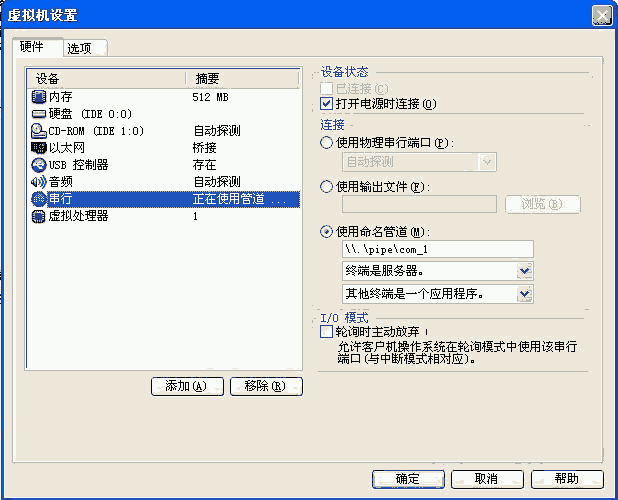 虚拟机设置
硬件 选项
设备 摘要
内存 512 MB
硬盘 (IDE 0:0)
CD-ROM (IDE 1:0) 自动探测
以太网 桥接
USB 控制器 存在
音频 自动探测
串行 正在使用管道 ...
虚拟处理器 1
添加(A) 移除(R)
设备状态
已连接(C)
打开电源时连接(O)
连接
使用物理串行端口(P):
自动探测
使用输出文件(F):
浏览(B)
使用命名管道(M):
\\.\pipe\com_1
终端是服务器。
其他终端是一个应用程序。
I/O 模式
轮询时主动放弃
允许客户机操作系统在轮询模式中使用该串行
端口(与中断模式相对应)。
确定 取消 帮助